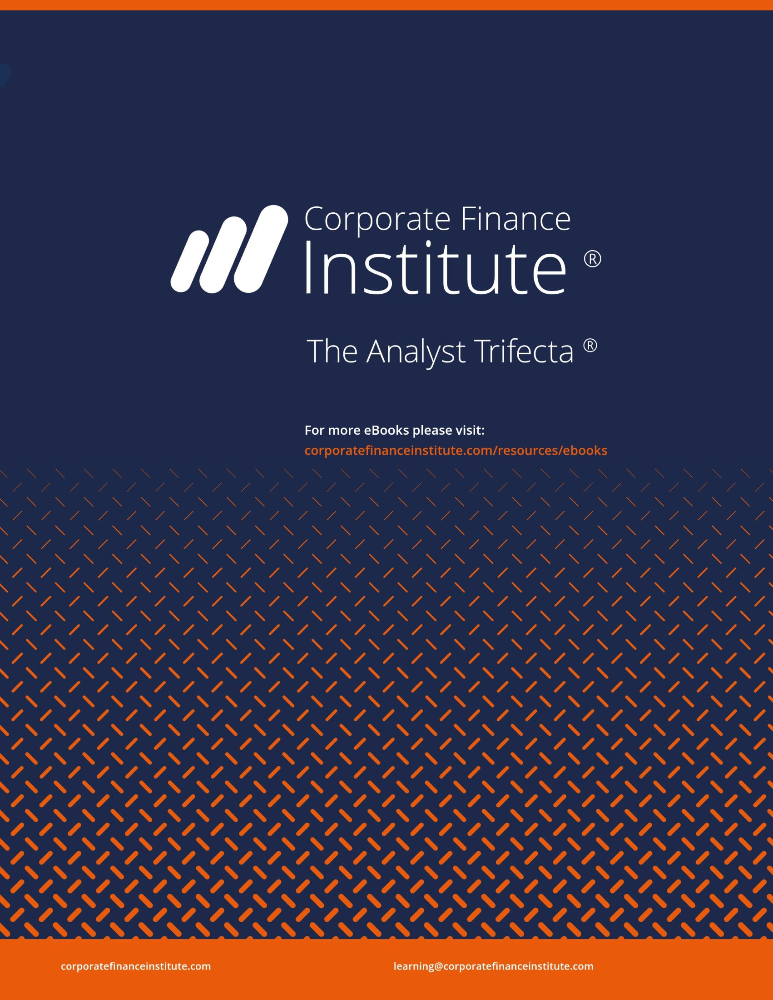 Corporate Finance
Institute ®
The Analyst Trifecta ®
For more eBooks please visit:
corporatefinanceinstitute.com/resources/ebooks
corporatefinanceinstitute.com
learning@corporatefinanceinstitute.com